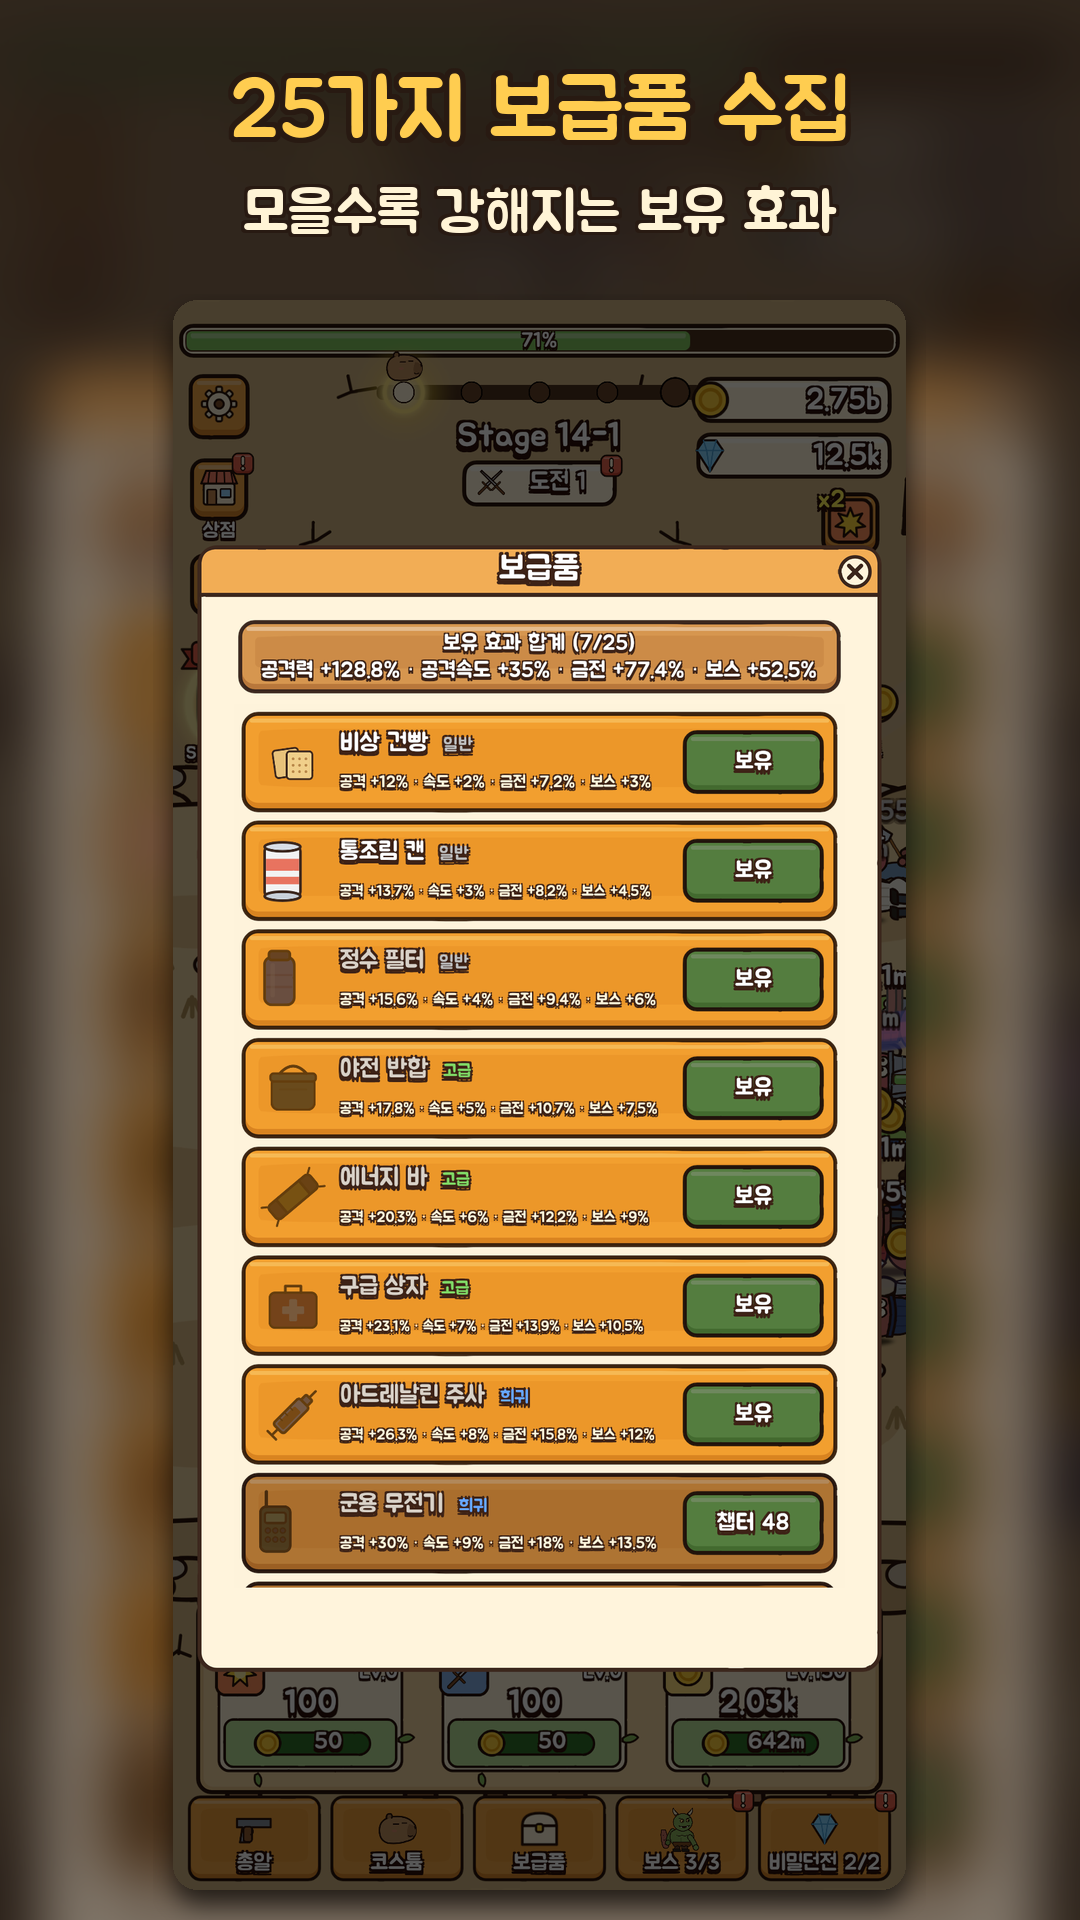 25가지 보급품 수집
모을수록 강해지는 보유 효과
71%
2.75b
Stage 14-1
12.5k
도전 1
x2
상점
보급품
보유 효과 합계 (7/25)
공격력 +128.8% · 공격속도 +35% · 금전 +77.4% · 보스 +52.5%
비상 건빵 일반
공격 +12% · 속도 +2% · 금전 +7.2% · 보스 +3%
보유
통조림 캔 일반
공격 +13.7% · 속도 +3% · 금전 +8.2% · 보스 +4.5%
보유
정수 필터 일반
공격 +15.6% · 속도 +4% · 금전 +9.4% · 보스 +6%
보유
야전 반합 고급
공격 +17.8% · 속도 +5% · 금전 +10.7% · 보스 +7.5%
보유
에너지 바 고급
공격 +20.3% · 속도 +6% · 금전 +12.2% · 보스 +9%
보유
구급 상자 고급
공격 +23.1% · 속도 +7% · 금전 +13.9% · 보스 +10.5%
보유
아드레날린 주사 희귀
공격 +26.3% · 속도 +8% · 금전 +15.8% · 보스 +12%
보유
군용 무전기 희귀
공격 +30% · 속도 +9% · 금전 +18% · 보스 +13.5%
챕터 48
100 100 2.03k
50 50 642m
총알 코스튬 보급품 보스 3/3 비밀던전 2/2